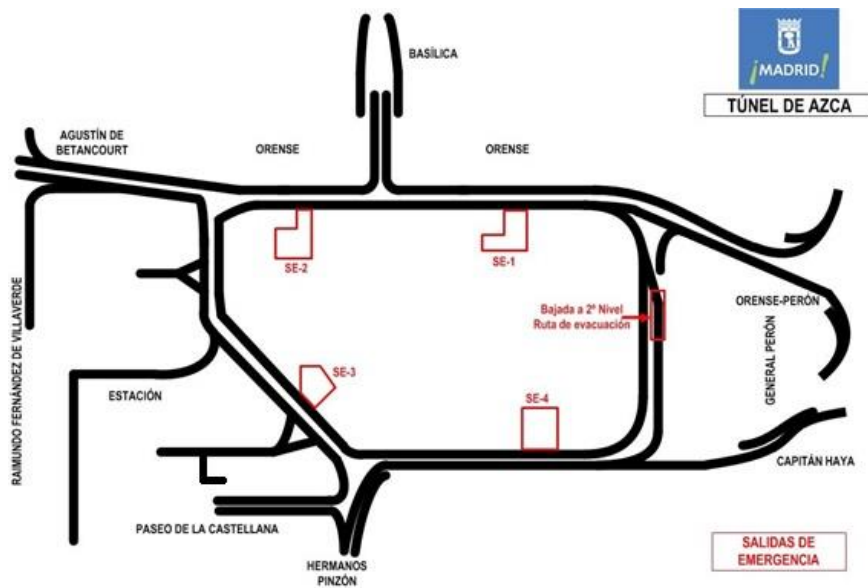 ¡MADRID!
TÚNEL DE AZCA
BASÍLICA
AGUSTÍN DE
BETANCOURT
ORENSE
ORENSE
SE-2
SE-1
Bajada a 2º Nivel
Ruta de evacuación
ORENSE-PERÓN
GENERAL PERÓN
RAIMUNDO FERNÁNDEZ DE VILLAVERDE
ESTACIÓN
SE-3
SE-4
CAPITÁN HAYA
PASEO DE LA CASTELLANA
HERMANOS
PINZÓN
SALIDAS DE
EMERGENCIA